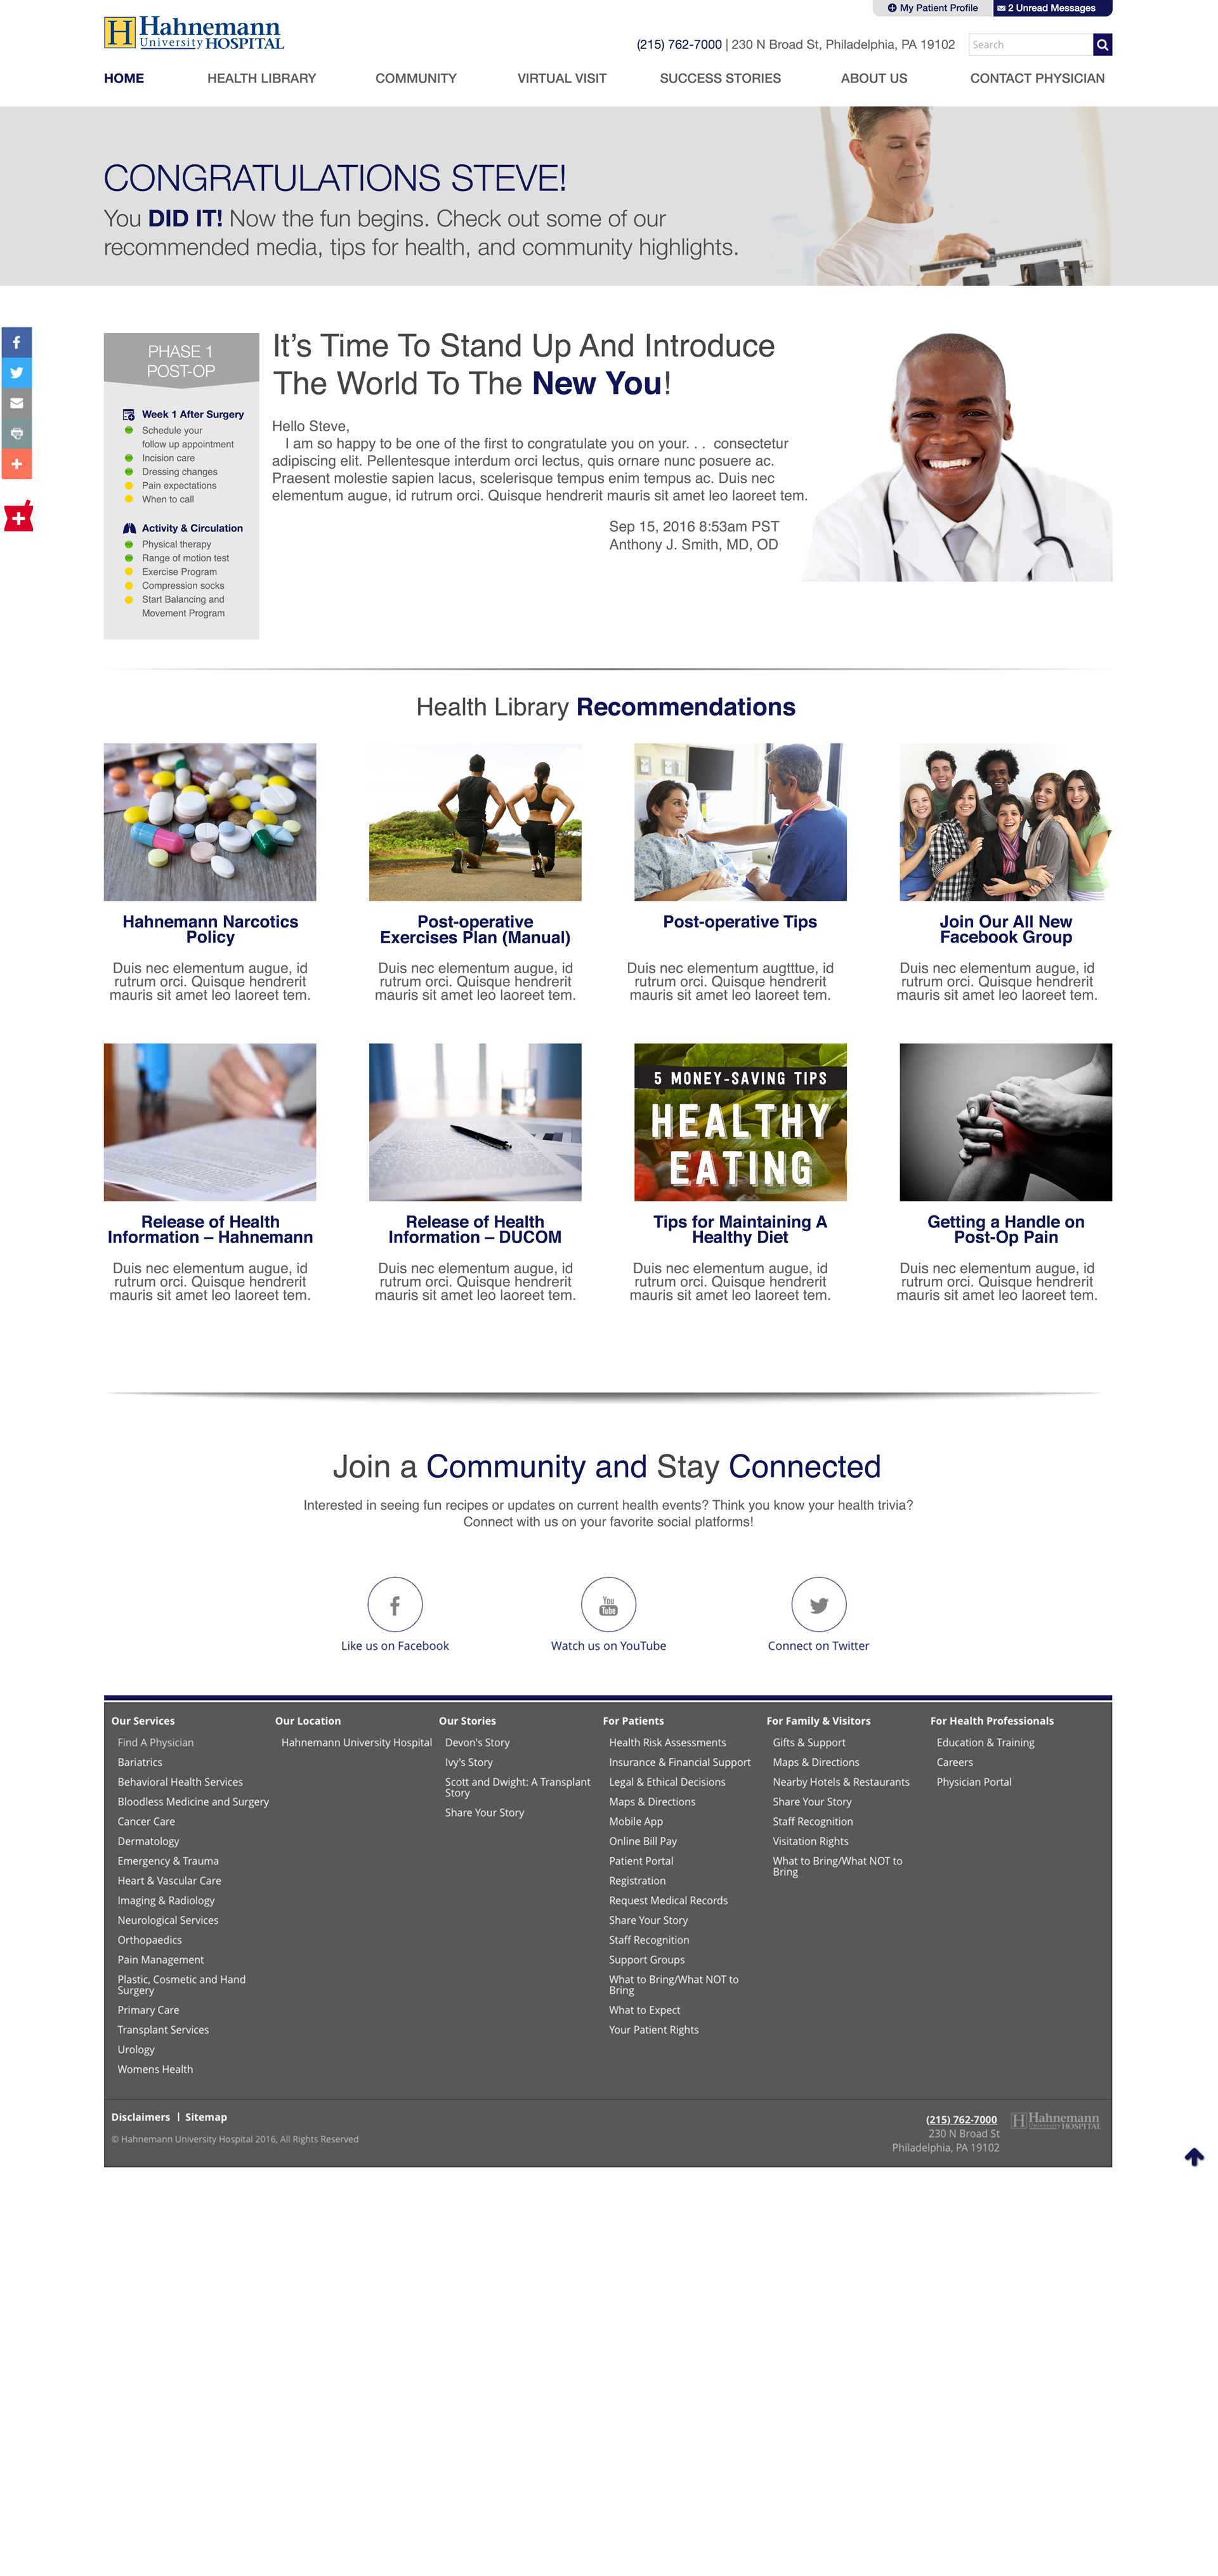 My Patient Profile
2 Unread Messages
H Hahnemann
University HOSPITAL
(215) 762-7000 | 230 N Broad St, Philadelphia, PA 19102
Search
HOME
HEALTH LIBRARY
COMMUNITY
VIRTUAL VISIT
SUCCESS STORIES
ABOUT US
CONTACT PHYSICIAN
CONGRATULATIONS STEVE!
You DID IT! Now the fun begins. Check out some of our
recommended media, tips for health, and community highlights.
PHASE 1
POST-OP
Week 1 After Surgery
Schedule your
follow up appointment
Incision care
Dressing changes
Pain expectations
When to call
Activity & Circulation
Physical therapy
Range of motion test
Exercise Program
Compression socks
Start Balancing and
Movement Program
It's Time To Stand Up And Introduce
The World To The New You!
Hello Steve,
I am so happy to be one of the first to congratulate you on your. . . consectetur
adipiscing elit. Pellentesque interdum orci lectus, quis ornare nunc posuere ac.
Praesent molestie sapien lacus, scelerisque tempus enim tempus ac. Duis nec
elementum augue, id rutrum orci. Quisque hendrerit mauris sit amet leo laoreet tem.
Sep 15, 2016 8:53am PST
Anthony J. Smith, MD, OD
Health Library Recommendations
Hahnemann Narcotics
Policy
Duis nec elementum augue, id
rutrum orci. Quisque hendrerit
mauris sit amet leo laoreet tem.
Post-operative
Exercises Plan (Manual)
Duis nec elementum augue, id
rutrum orci. Quisque hendrerit
mauris sit amet leo laoreet tem.
Post-operative Tips
Duis nec elementum augtttue, id
rutrum orci. Quisque hendrerit
mauris sit amet leo laoreet tem.
Join Our All New
Facebook Group
Duis nec elementum augue, id
rutrum orci. Quisque hendrerit
mauris sit amet leo laoreet tem.
Release of Health
Information – Hahnemann
Duis nec elementum augue, id
rutrum orci. Quisque hendrerit
mauris sit amet leo laoreet tem.
Release of Health
Information – DUCOM
Duis nec elementum augue, id
rutrum orci. Quisque hendrerit
mauris sit amet leo laoreet tem.
5 MONEY-SAVING TIPS
HEALTHY
EATING
Tips for Maintaining A
Healthy Diet
Duis nec elementum augue, id
rutrum orci. Quisque hendrerit
mauris sit amet leo laoreet tem.
Getting a Handle on
Post-Op Pain
Duis nec elementum augue, id
rutrum orci. Quisque hendrerit
mauris sit amet leo laoreet tem.
Join a Community and Stay Connected
Interested in seeing fun recipes or updates on current health events? Think you know your health trivia?
Connect with us on your favorite social platforms!
You
Tube
Like us on Facebook
Watch us on YouTube
Connect on Twitter
Our Services
Find A Physician
Bariatrics
Behavioral Health Services
Bloodless Medicine and Surgery
Cancer Care
Dermatology
Emergency & Trauma
Heart & Vascular Care
Imaging & Radiology
Neurological Services
Orthopaedics
Pain Management
Plastic, Cosmetic and Hand
Surgery
Primary Care
Transplant Services
Urology
Womens Health
Our Location
Hahnemann University Hospital
Our Stories
Devon's Story
Ivy's Story
Scott and Dwight: A Transplant
Story
Share Your Story
For Patients
Health Risk Assessments
Insurance & Financial Support
Legal & Ethical Decisions
Maps & Directions
Mobile App
Online Bill Pay
Patient Portal
Registration
Request Medical Records
Share Your Story
Staff Recognition
Support Groups
What to Bring/What NOT to
Bring
What to Expect
Your Patient Rights
For Family & Visitors
Gifts & Support
Maps & Directions
Nearby Hotels & Restaurants
Share Your Story
Staff Recognition
Visitation Rights
What to Bring/What NOT to
Bring
For Health Professionals
Education & Training
Careers
Physician Portal
Disclaimers | Sitemap
© Hahnemann University Hospital 2016, All Rights Reserved
(215) 762-7000
230 N Broad St
Philadelphia, PA 19102
H Hahnemann
University HOSPITAL